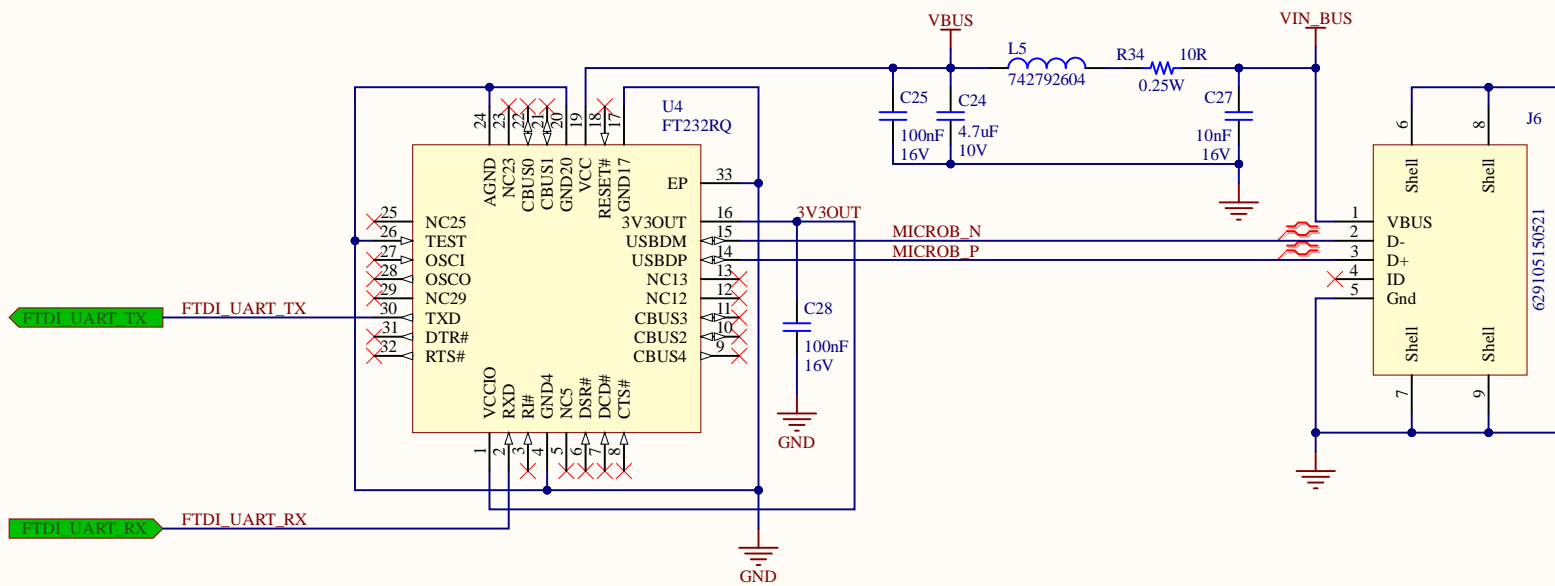 VBUS
VIN_BUS
L5
742792604
R34
10R
0.25W
C25
100nF
16V
C24
4.7uF
10V
C27
10nF
16V
J6
U4
FT232RQ
24
23
22
21
20
19
18
17
AGND
NC23
CBUS0
CBUS1
GND20
VCC
RESET#
GND17
6
8
Shell
Shell
EP
33
25
NC25
3V3OUT
16
3V3OUT
1
VBUS
26
TEST
USBDM
15
MICROB_N
2
D-
27
OSCI
USBDP
14
MICROB_P
3
D+
28
OSCO
NC13
13
4
ID
29
NC29
NC12
12
5
Gnd
629105150521
FTDI_UART_TX
FTDI_UART_TX
30
TXD
CBUS3
11
31
DTR#
CBUS2
10
32
RTS#
CBUS4
9
C28
100nF
16V
Shell
Shell
7
9
VCCIO
RXD
RI#
GND4
NC5
DSR#
DCD#
CTS#
1
2
3
4
5
6
7
8
GND
FTDI_UART_RX
FTDI_UART_RX
GND